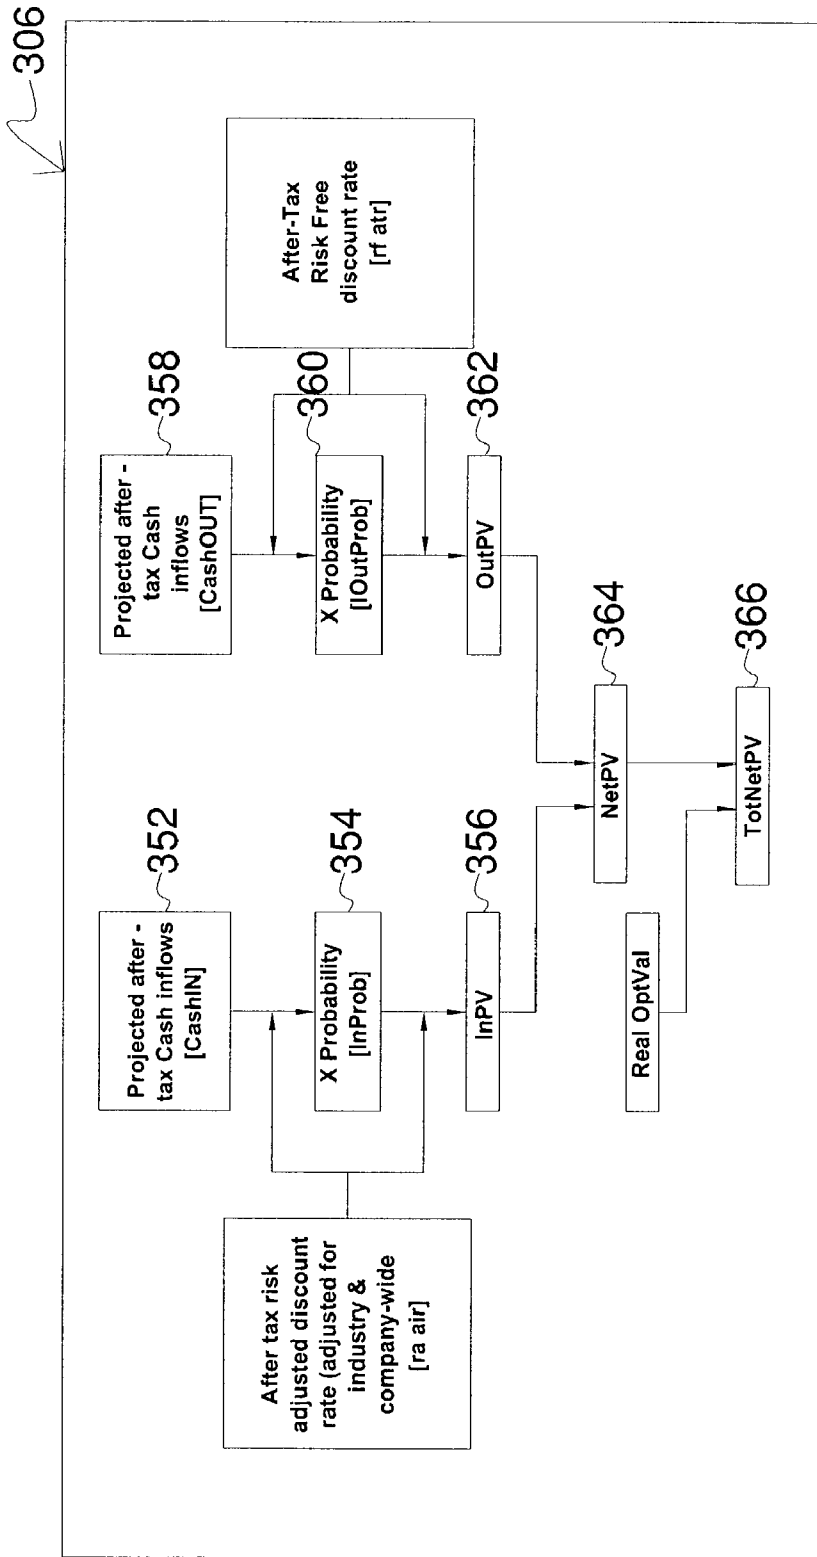 306
Projected after -
tax Cash inflows
[CashIN]
352
Projected after -
tax Cash
inflows
[CashOUT]
358
After tax risk
adjusted discount
rate (adjusted for
industry &
company-wide
[ra air]
X Probability
[InProb]
354
X Probability
[IOutProb]
360
After-Tax
Risk Free
discount rate
[rf atr]
InPV
356
OutPV
362
NetPV
364
Real OptVal
TotNetPV
366